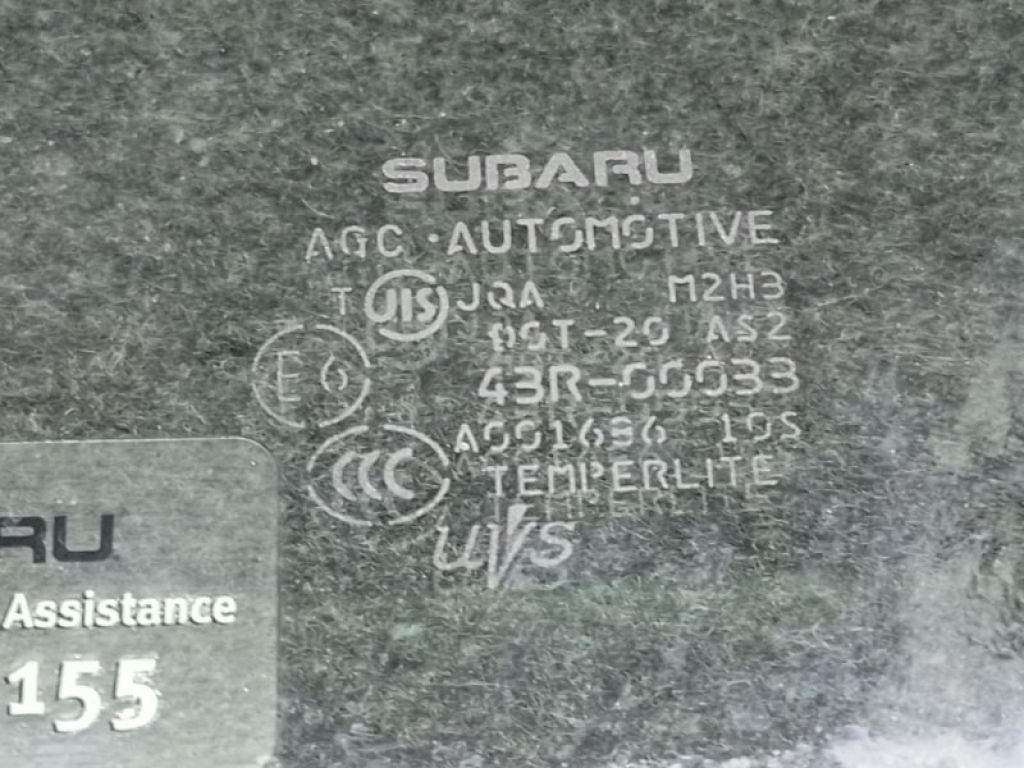 SUBARU
AGC AUTOMOTIVE
T JIS JQA M2H3
DOT-20 AS2
E6 43R-00033
A001696 10S
CCC TEMPERLITE
UVS
ARU
Assistance
155